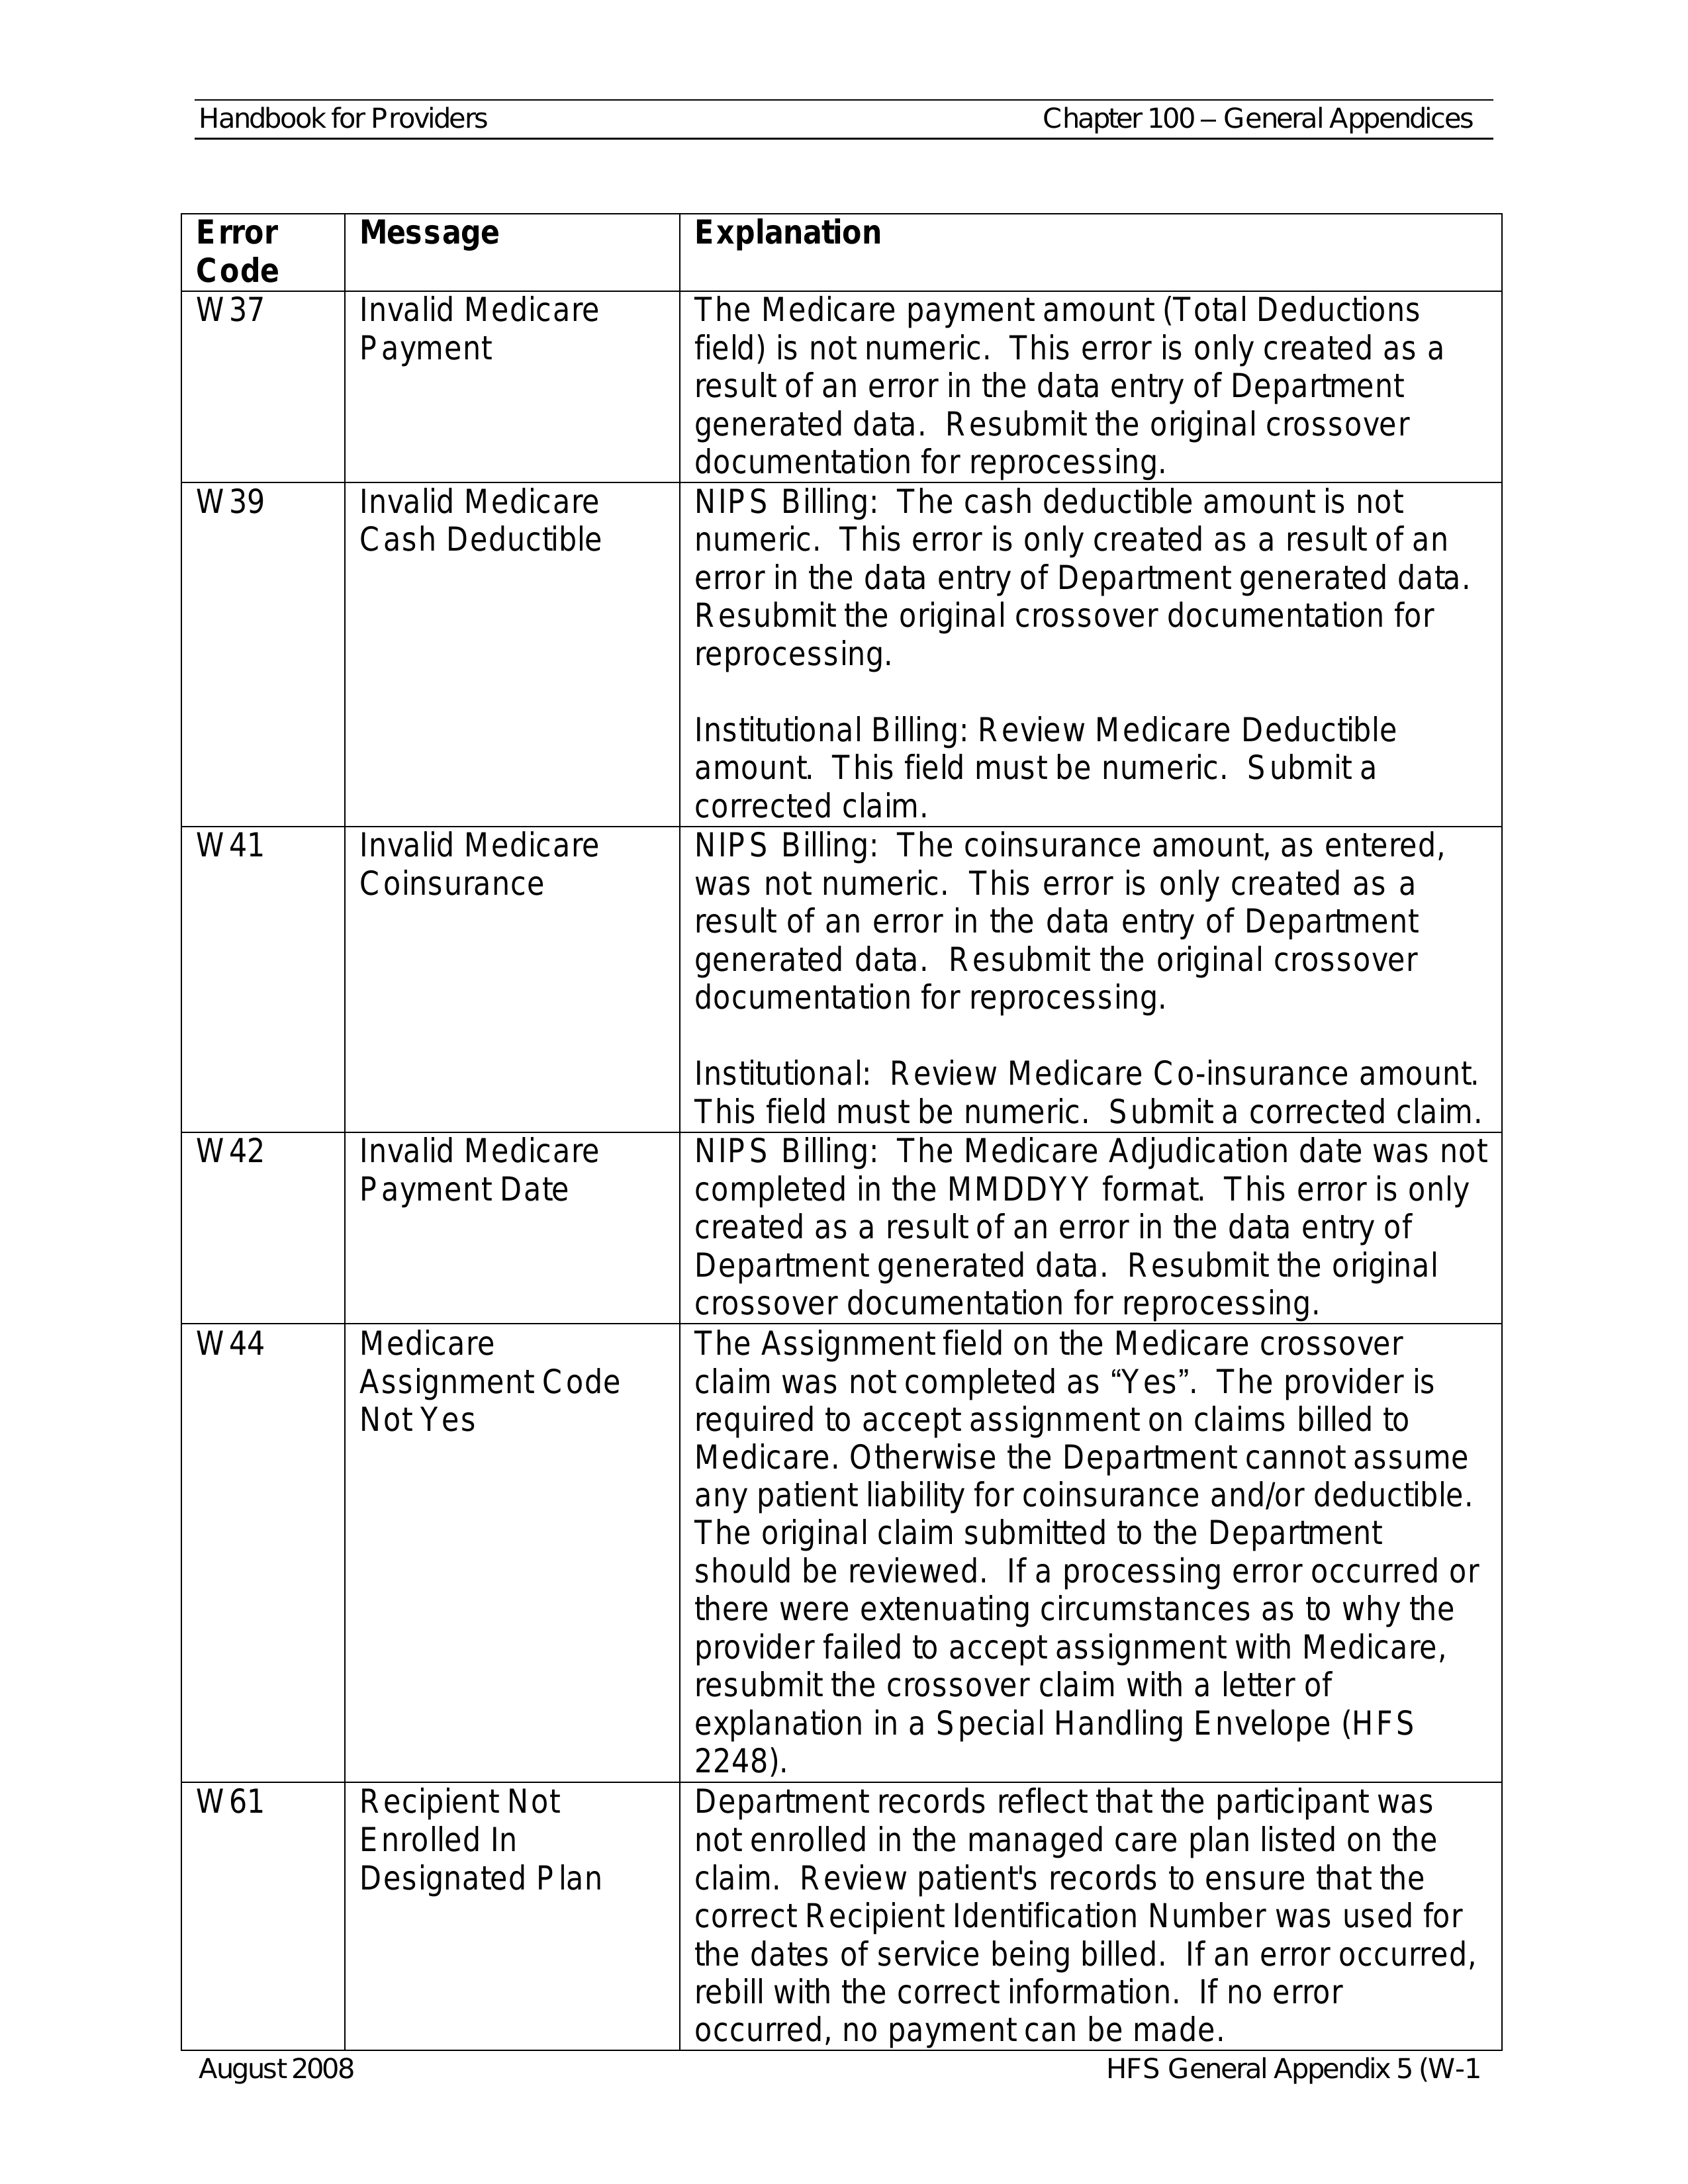 Handbook for Providers Chapter 100 – General Appendices
Error Code Message Explanation
W37 Invalid Medicare Payment
The Medicare payment amount (Total Deductions
field) is not numeric.  This error is only created as a
result of an error in the data entry of Department
generated data.  Resubmit the original crossover
documentation for reprocessing.
W39 Invalid Medicare Cash Deductible
NIPS Billing:  The cash deductible amount is not
numeric.  This error is only created as a result of an
error in the data entry of Department generated data.
Resubmit the original crossover documentation for
reprocessing.
Institutional Billing: Review Medicare Deductible
amount.  This field must be numeric.  Submit a
corrected claim.
W41 Invalid Medicare Coinsurance
NIPS Billing:  The coinsurance amount, as entered,
was not numeric.  This error is only created as a
result of an error in the data entry of Department
generated data.  Resubmit the original crossover
documentation for reprocessing.
Institutional:  Review Medicare Co-insurance amount.
This field must be numeric.  Submit a corrected claim.
W42 Invalid Medicare Payment Date
NIPS Billing:  The Medicare Adjudication date was not
completed in the MMDDYY format.  This error is only
created as a result of an error in the data entry of
Department generated data.  Resubmit the original
crossover documentation for reprocessing.
W44 Medicare Assignment Code Not Yes
The Assignment field on the Medicare crossover
claim was not completed as “Yes”.  The provider is
required to accept assignment on claims billed to
Medicare. Otherwise the Department cannot assume
any patient liability for coinsurance and/or deductible.
The original claim submitted to the Department
should be reviewed.  If a processing error occurred or
there were extenuating circumstances as to why the
provider failed to accept assignment with Medicare,
resubmit the crossover claim with a letter of
explanation in a Special Handling Envelope (HFS
2248).
W61 Recipient Not Enrolled In Designated Plan
Department records reflect that the participant was
not enrolled in the managed care plan listed on the
claim.  Review patient's records to ensure that the
correct Recipient Identification Number was used for
the dates of service being billed.  If an error occurred,
rebill with the correct information.  If no error
occurred, no payment can be made.
August 2008 HFS General Appendix 5 (W-1